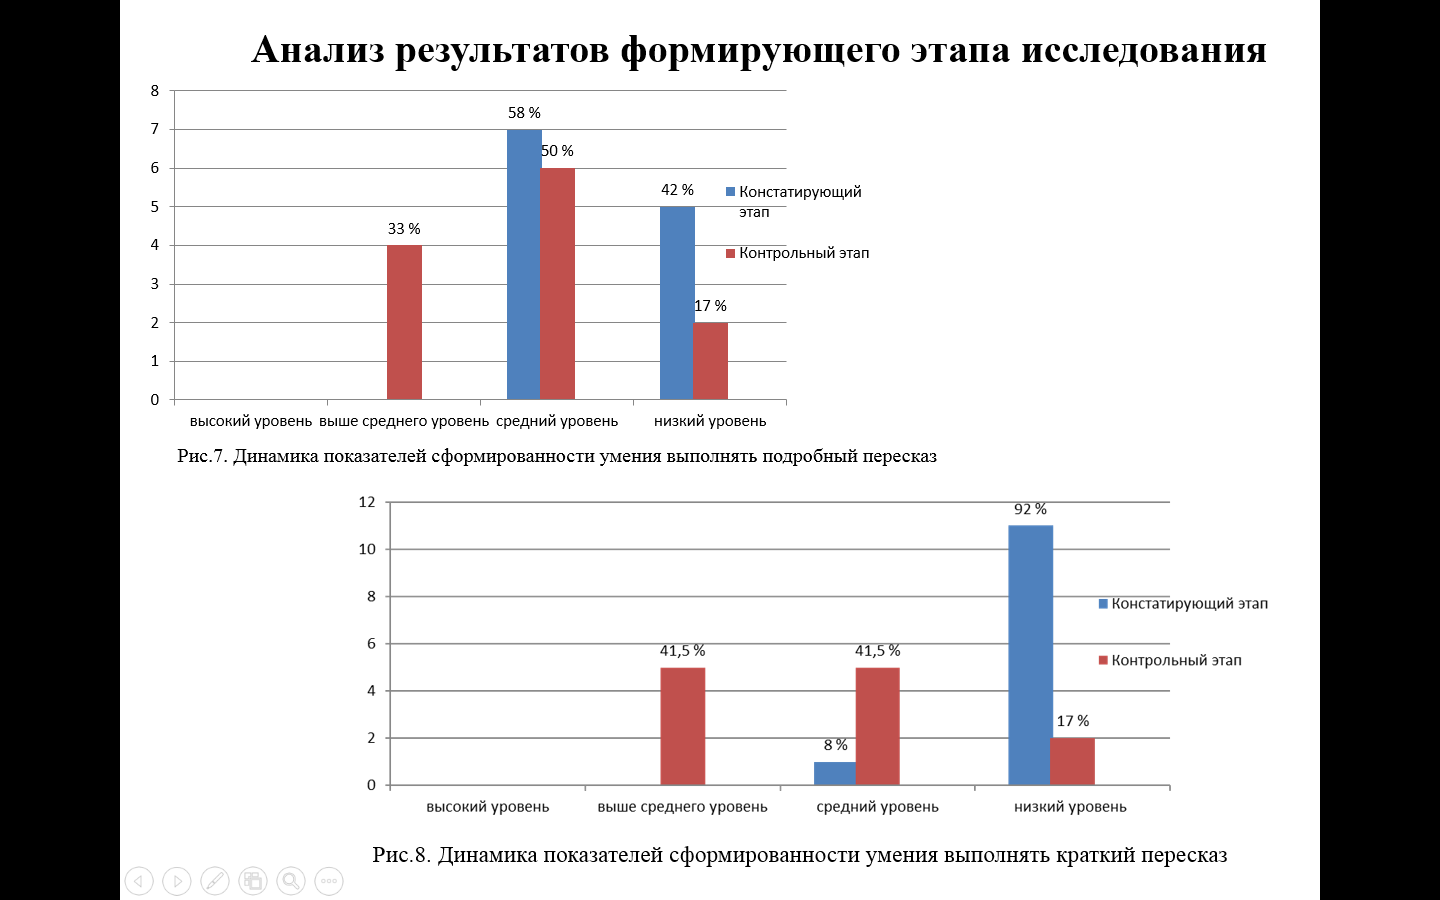 Анализ результатов формирующего этапа исследования
8
58 %
7
50 %
6
42 %
Констатирующий
этап
5
33 %
4
Контрольный этап
3
17 %
2
1
0
высокий уровень выше среднего уровень средний уровень низкий уровень
Рис.7. Динамика показателей сформированности умения выполнять подробный пересказ
12
92 %
10
8
Констатирующий этап
6
41,5 % 41,5 %
Контрольный этап
4
17 %
2
8 %
0
высокий уровень выше среднего уровень средний уровень низкий уровень
Рис.8. Динамика показателей сформированности умения выполнять краткий пересказ